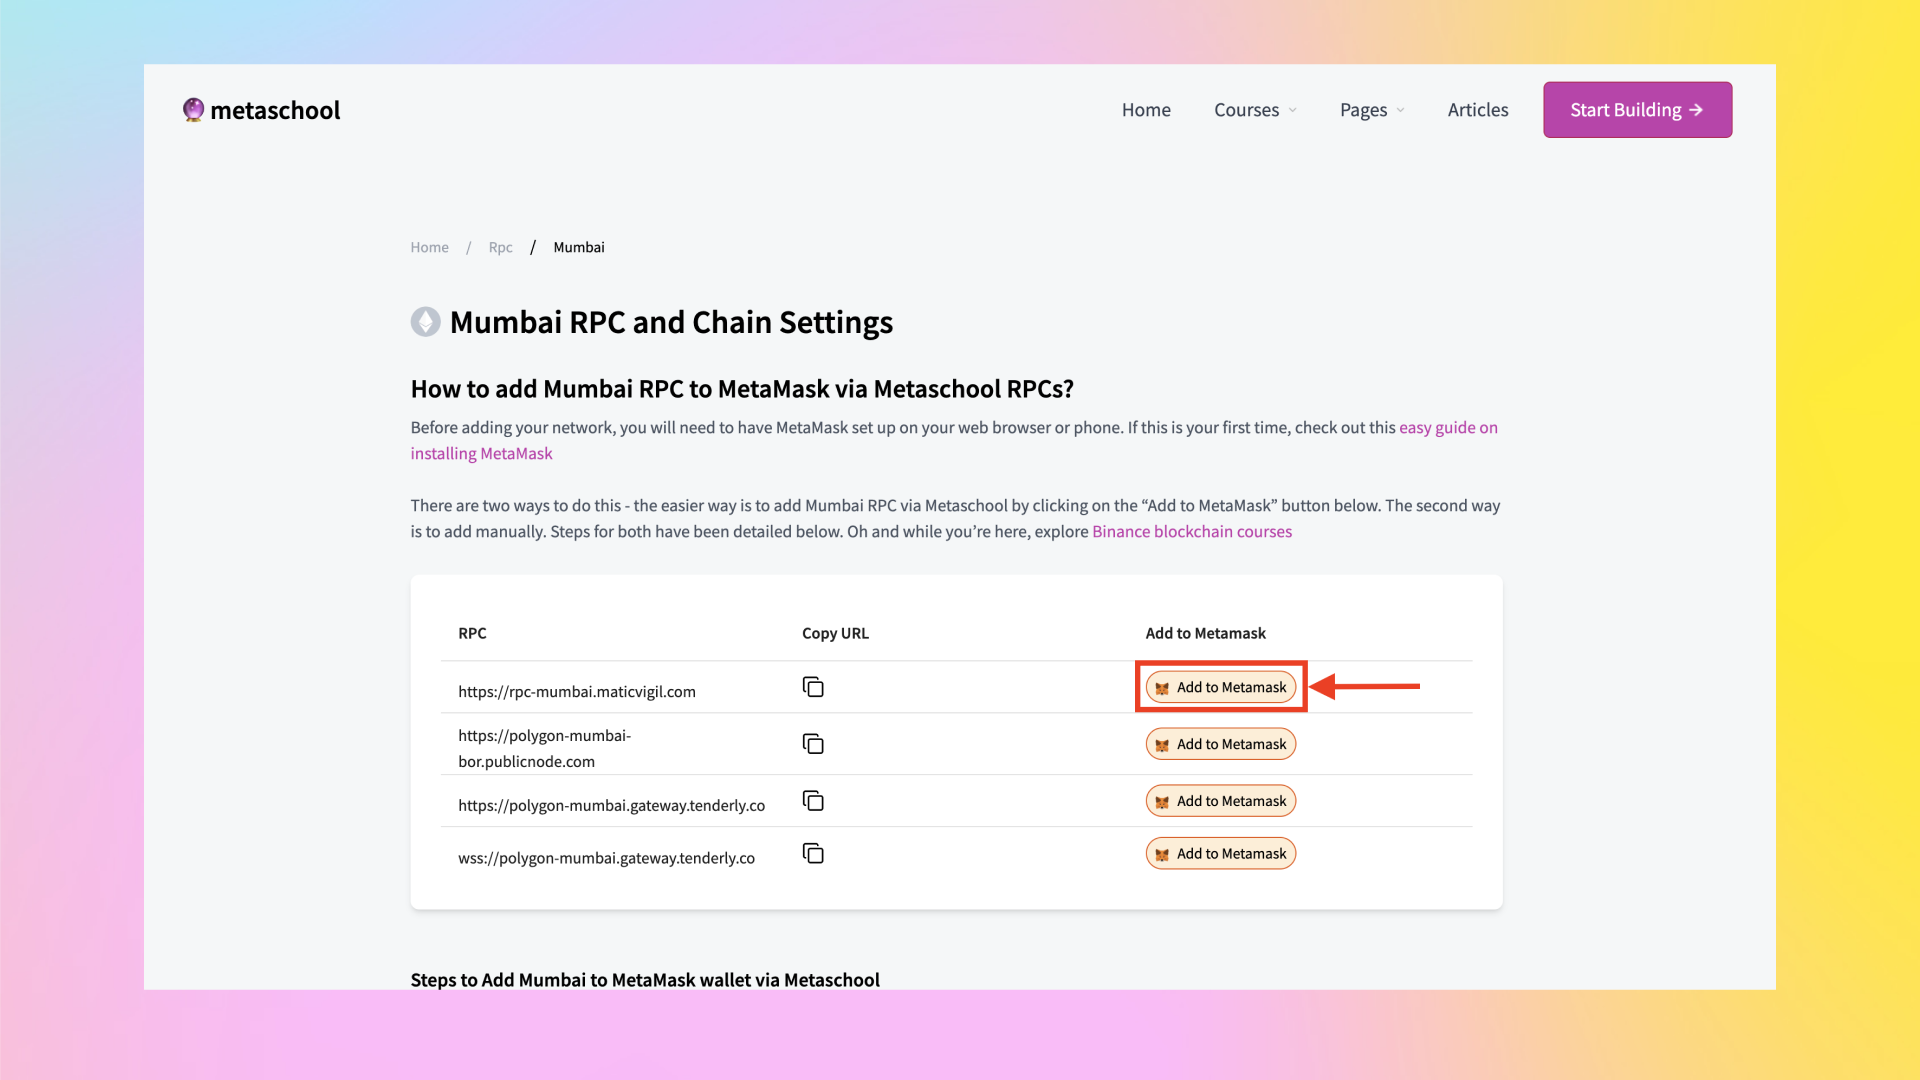 metaschool
Home Courses Pages Articles Start Building →
Home / Rpc / Mumbai
Mumbai RPC and Chain Settings
How to add Mumbai RPC to MetaMask via Metaschool RPCs?
Before adding your network, you will need to have MetaMask set up on your web browser or phone. If this is your first time, check out this easy guide on
installing MetaMask
There are two ways to do this - the easier way is to add Mumbai RPC via Metaschool by clicking on the “Add to MetaMask” button below. The second way
is to add manually. Steps for both have been detailed below. Oh and while you’re here, explore Binance blockchain courses
RPC Copy URL Add to Metamask
https://rpc-mumbai.maticvigil.com Add to Metamask
https://polygon-mumbai-
bor.publicnode.com Add to Metamask
https://polygon-mumbai.gateway.tenderly.co Add to Metamask
wss://polygon-mumbai.gateway.tenderly.co Add to Metamask
Steps to Add Mumbai to MetaMask wallet via Metaschool